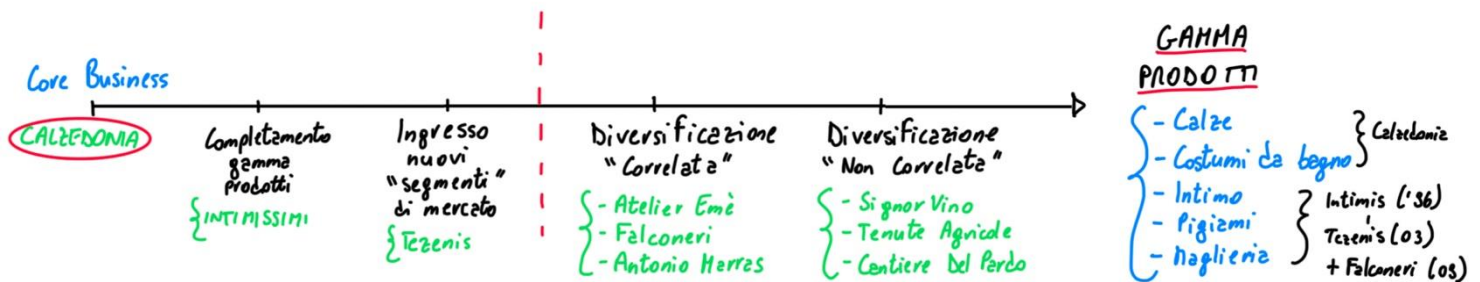 Core Business
CALZEDONIA
Completamento
gamma
prodotti
{INTIMISSIMI
Ingresso
nuovi
"segmenti"
di mercato
{Tezenis
Diversificazione
"Correlata"
- Atelier Emè
- Falconeri
- Antonio Marras
Diversificazione
"Non Correlata"
- Signor Vino
- Tenute Agricole
- Cantiere Del Pardo
GAMMA
PRODOTTI
- Calze
- Costumi da bagno
} Calzedonia
- Intimo
- Pigiami
- Maglieria
Intimis ('96)
Tezenis (03)
+ Falconeri (09)